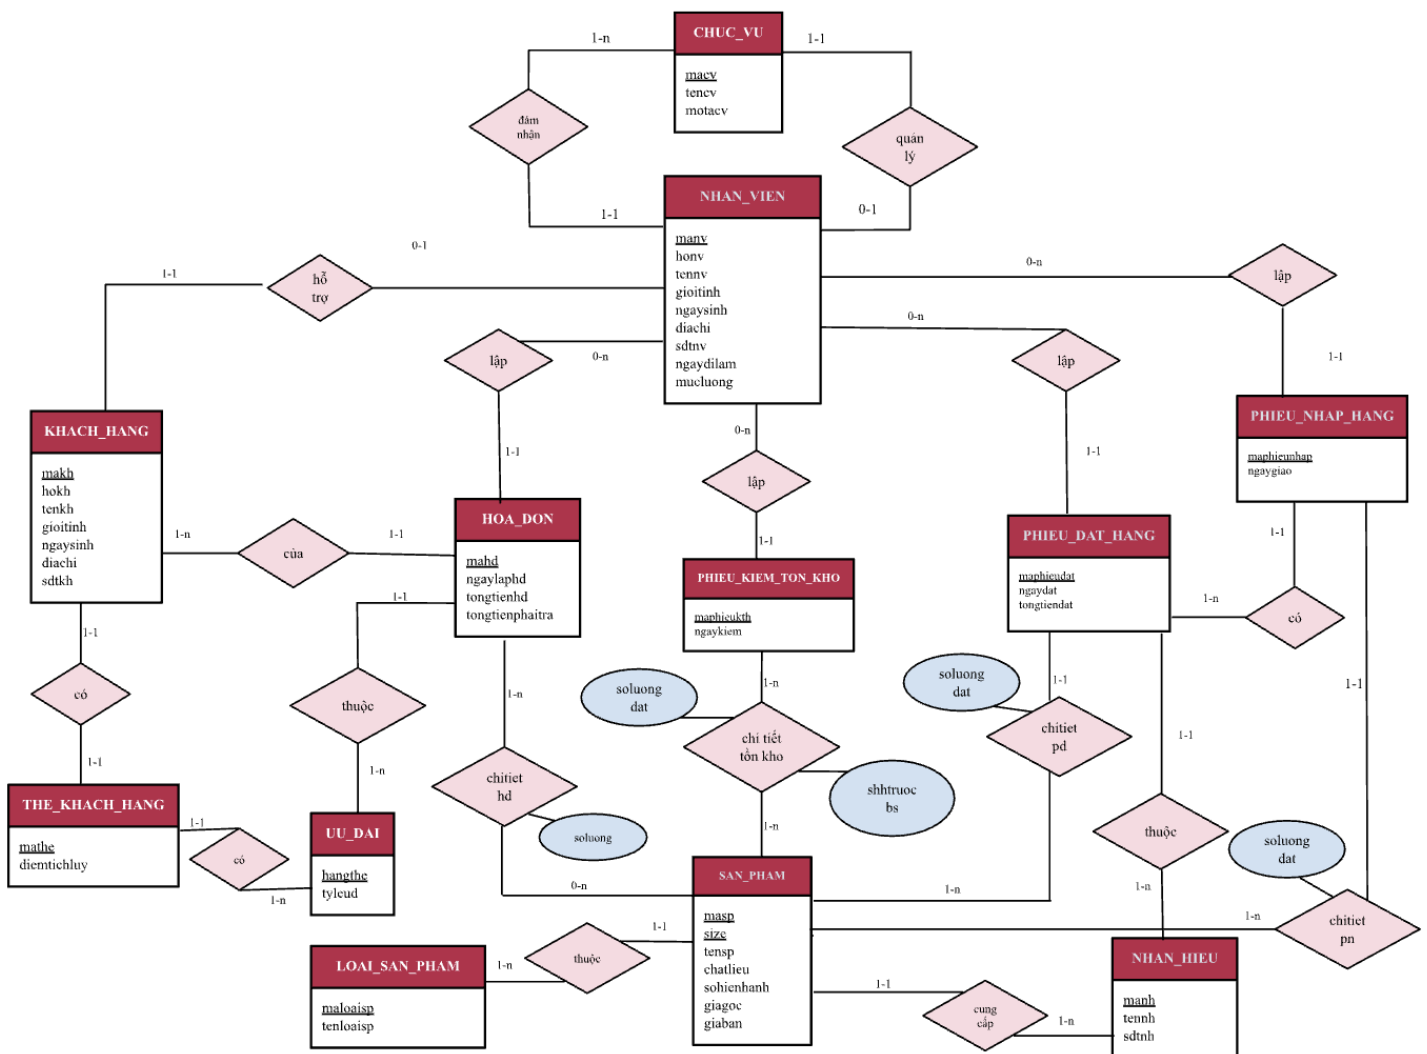 CHUC_VU
macv
tencv
motacv
1-n
1-1
đảm
nhận
quản
lý
1-1
0-1
NHAN_VIEN
manv
honv
tennv
gioitinh
ngaysinh
diachi
sdtnv
ngaydilam
mucluong
0-1
1-1
hỗ
trợ
0-n
lập
1-1
0-n
lập
1-1
0-n
lập
1-1
0-n
lập
1-1
KHACH_HANG
makh
hokh
tenkh
gioitinh
ngaysinh
diachi
sdtkh
1-n
của
1-1
HOA_DON
mahd
ngaylaphd
tongtienhd
tongtienphaitra
PHIEU_KIEM_TON_KHO
maphieukth
ngaykiem
PHIEU_DAT_HANG
maphieudat
ngaydat
tongtiendat
PHIEU_NHAP_HANG
maphieunhap
ngaygiao
1-1
1-n
có
1-1
1-1
có
1-1
1-1
thuộc
1-n
1-n
chitiet
hd
soluong
0-n
1-n
soluong
dat
chi tiết
tồn kho
shhtruoc
bs
1-n
soluong
dat
1-1
chitiet
pd
1-n
1-1
thuộc
1-n
soluong
dat
chitiet
pn
1-n
THE_KHACH_HANG
mathe
diemtichluy
1-1
có
1-n
UU_DAI
hangthe
tyleud
SAN_PHAM
masp
size
tensp
chatlieu
sohienhanh
giagoc
giaban
LOAI_SAN_PHAM
maloaisp
tenloaisp
1-n
thuộc
1-1
1-1
cung
cấp
1-n
NHAN_HIEU
manh
tennh
sdtnh